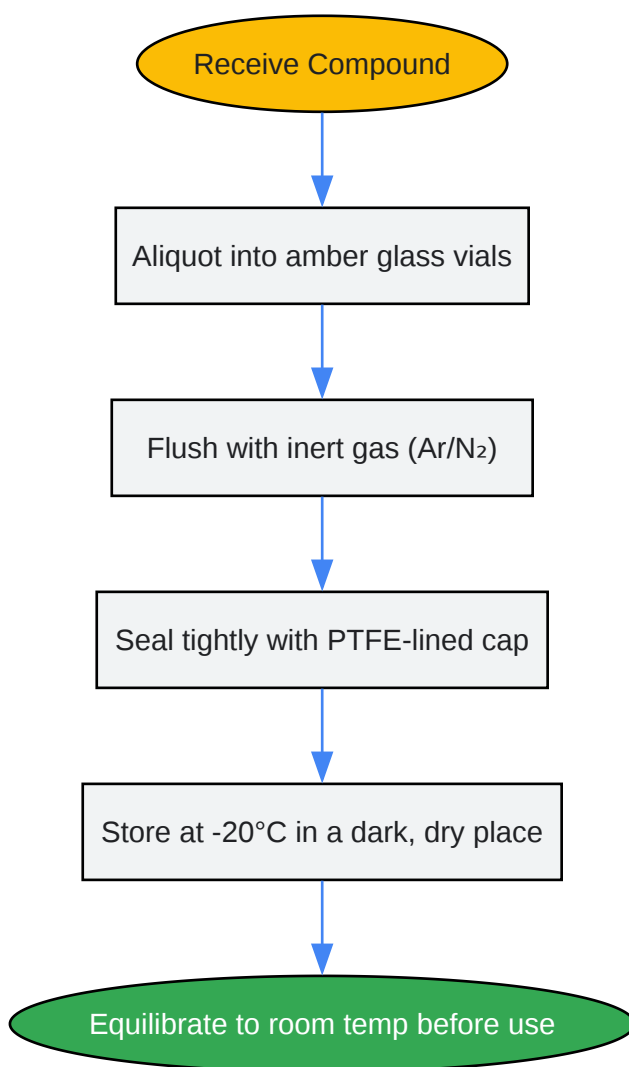 Receive Compound
Aliquot into amber glass vials
Flush with inert gas (Ar/N₂)
Seal tightly with PTFE-lined cap
Store at -20°C in a dark, dry place
Equilibrate to room temp before use